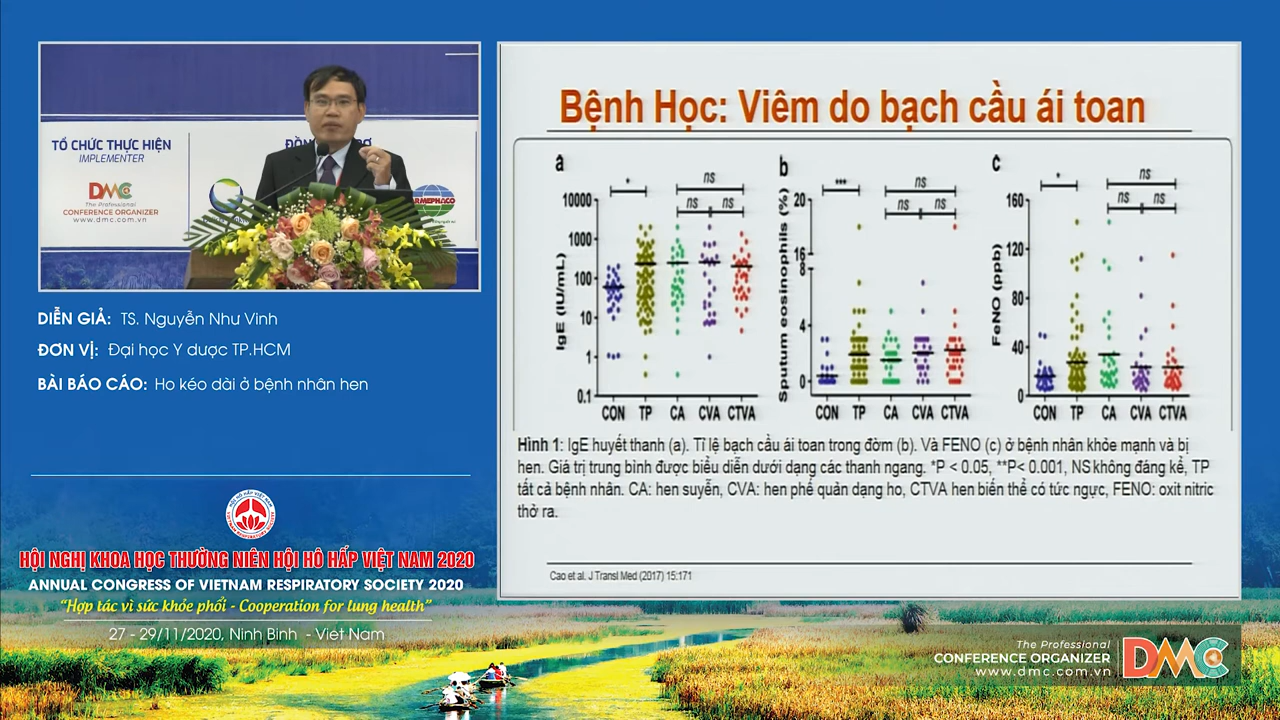 TỔ CHỨC THỰC HIỆN
IMPLEMENTER
DMC
The Professional
CONFERENCE ORGANIZER
www.dmc.com.vn
DIỄN GIẢ: TS. Nguyễn Như Vinh
ĐƠN VỊ: Đại học Y dược TP.HCM
BÀI BÁO CÁO: Ho kéo dài ở bệnh nhân hen
HỘI NGHỊ KHOA HỌC THƯỜNG NIÊN HỘI HÔ HẤP VIỆT NAM 2020
ANNUAL CONGRESS OF VIETNAM RESPIRATORY SOCIETY 2020
“Hợp tác vì sức khỏe phổi - Cooperation for lung health”
27 - 29/11/2020, Ninh Bình - Việt Nam
Bệnh Học: Viêm do bạch cầu ái toan
a
* ns
ns ns
10000
1000
100
10
1
0.1
IgE (IU/mL)
CON TP CA CVA CTVA
b
*** ns
ns ns
20
16
8
4
0
Sputum eosinophils (%)
CON TP CA CVA CTVA
c
* ns
ns ns
160
120
80
40
0
FeNO (ppb)
CON TP CA CVA CTVA
Hình 1: IgE huyết thanh (a). Tỉ lệ bạch cầu ái toan trong đờm (b). Và FENO (c) ở bệnh nhân khỏe mạnh và bị
hen. Giá trị trung bình được biểu diễn dưới dạng các thanh ngang. *P < 0.05, **P< 0.001, NS không đáng kể, TP
tất cả bệnh nhân. CA: hen suyễn, CVA: hen phế quản dạng ho, CTVA hen biến thể có tức ngực, FENO: oxit nitric
thở ra.
Cao et al. J Transl Med (2017) 15:171
The Professional
CONFERENCE ORGANIZER
www.dmc.com.vn
DMC